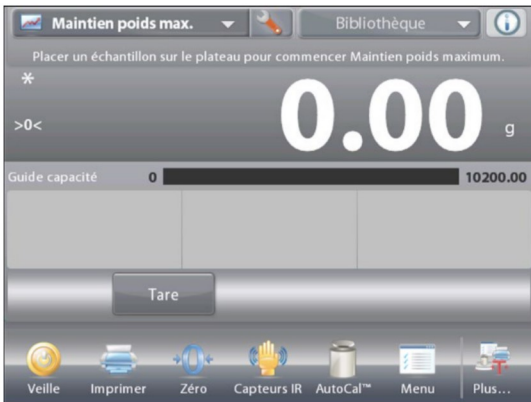 Maintien poids max. Bibliothèque
Placer un échantillon sur le plateau pour commencer Maintien poids maximum.
*
>0<
0.00 g
Guide capacité 0 10200.00
Tare
Veille Imprimer Zéro Capteurs IR AutoCal™ Menu Plus...